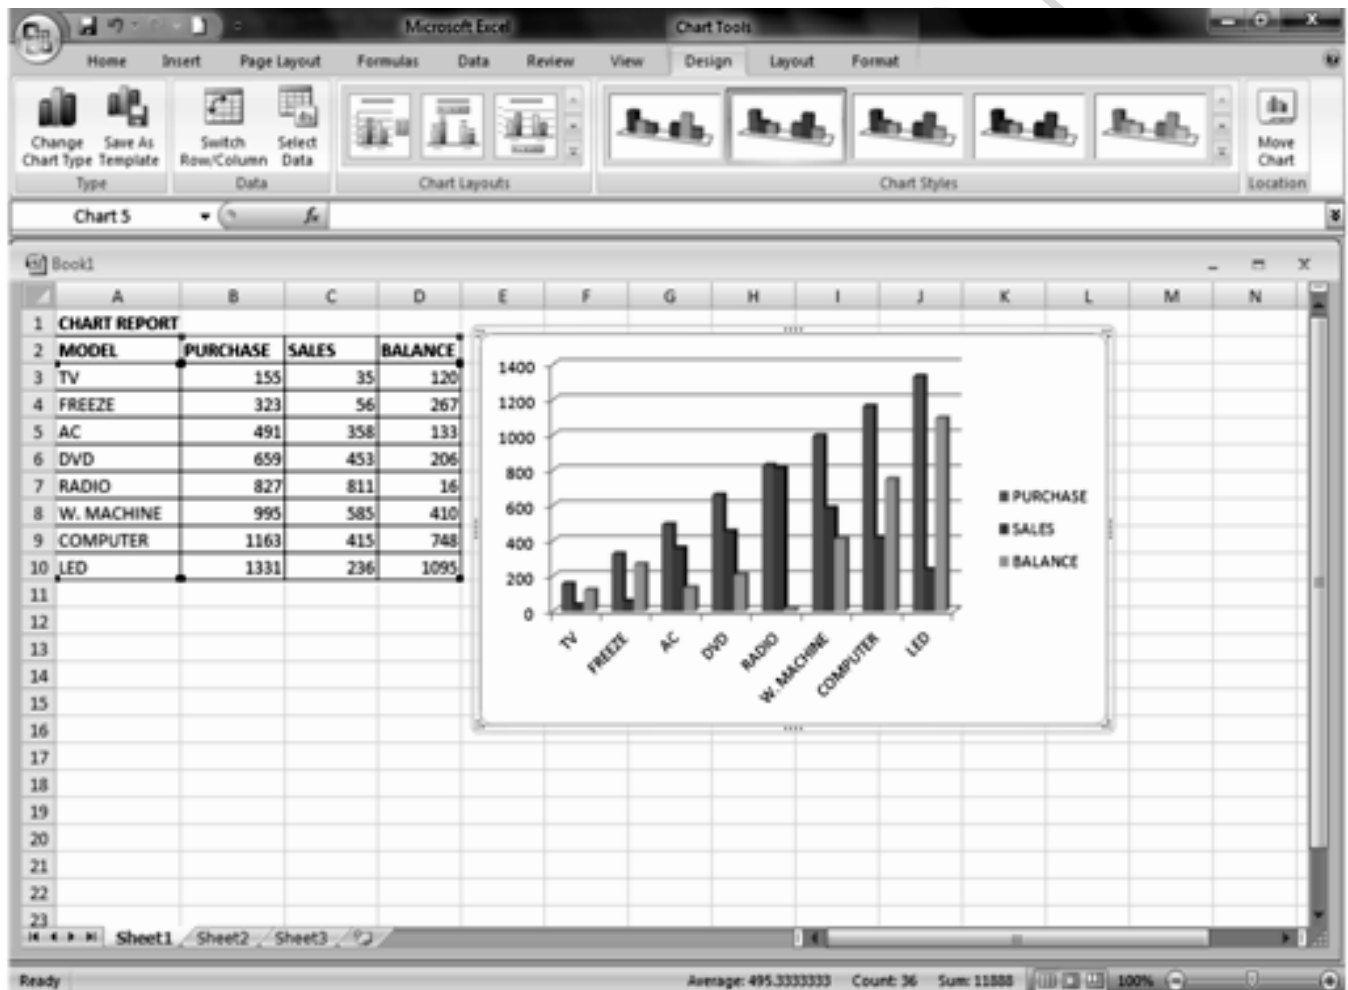 Microsoft Excel Chart Tools
Home Insert Page Layout Formulas Data Review View Design Layout Format
Change Chart Type Save As Template Switch Row/Column Select Data Move Chart
Type Data Chart Layouts Chart Styles Location
Chart 5 fx
Book1
A B C D E F G H I J K L M N
1 CHART REPORT
2 MODEL PURCHASE SALES BALANCE
3 TV 155 35 120
4 FREEZE 323 56 267
5 AC 491 358 133
6 DVD 659 453 206
7 RADIO 827 811 16
8 W. MACHINE 995 585 410
9 COMPUTER 1163 415 748
10 LED 1331 236 1095
11
12
13
14
15
16
17
18
19
20
21
22
23
1400
1200
1000
800
600
400
200
0
TV FREEZE AC DVD RADIO W. MACHINE COMPUTER LED
PURCHASE
SALES
BALANCE
Sheet1 Sheet2 Sheet3
Ready Average: 495.3333333 Count: 36 Sum: 11888 100%